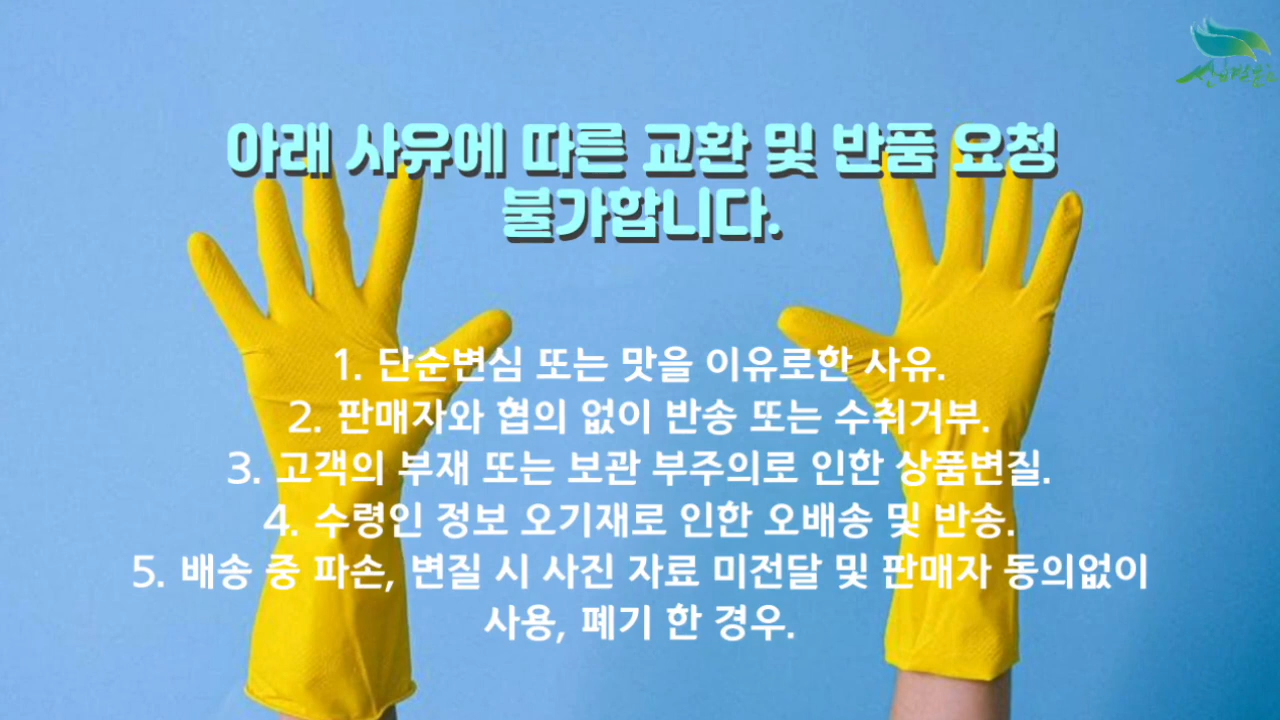 아래 사유에 따른 교환 및 반품 요청
불가합니다.
1. 단순변심 또는 맛을 이유로한 사유.
2. 판매자와 협의 없이 반송 또는 수취거부.
3. 고객의 부재 또는 보관 부주의로 인한 상품변질.
4. 수령인 정보 오기재로 인한 오배송 및 반송.
5. 배송 중 파손, 변질 시 사진 자료 미전달 및 판매자 동의없이
사용, 폐기 한 경우.